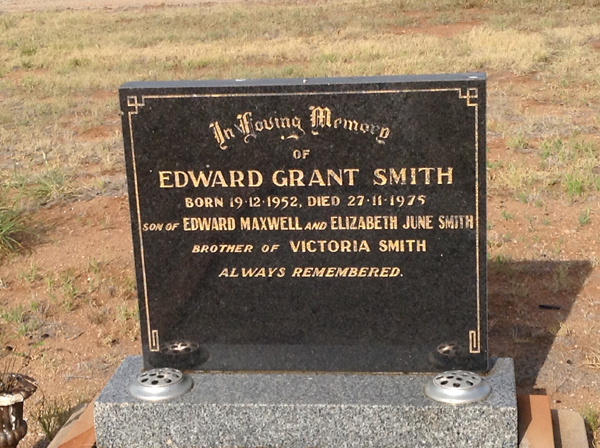 In Loving Memory
OF
EDWARD GRANT SMITH
BORN 19·12·1952, DIED 27·11·1975
SON OF EDWARD MAXWELL AND ELIZABETH JUNE SMITH
BROTHER OF VICTORIA SMITH
ALWAYS REMEMBERED.